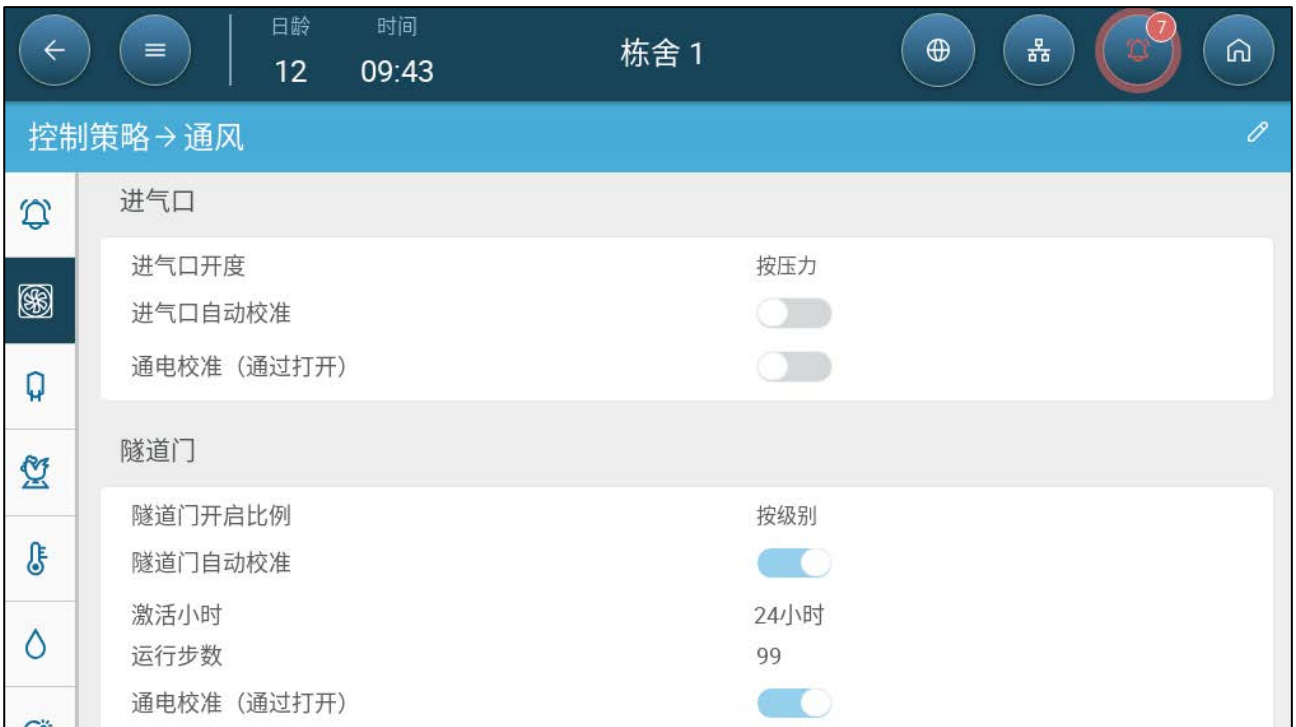 日龄 时间
12 09:43 栋舍 1 7
控制策略→通风
进气口
进气口开度 按压力
进气口自动校准
通电校准（通过打开）
隧道门
隧道门开启比例 按级别
隧道门自动校准
激活小时 24小时
运行步数 99
通电校准（通过打开）